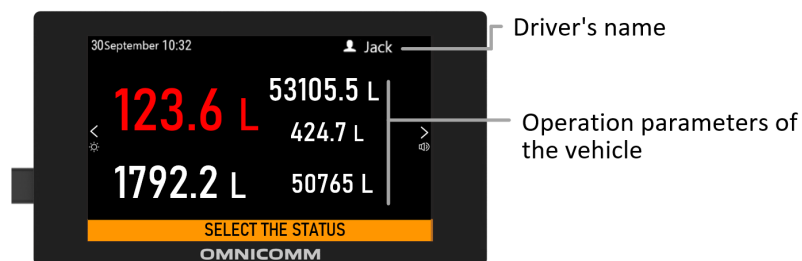 30September 10:32
Jack
Driver's name
123.6 L
53105.5 L
424.7 L
1792.2 L
50765 L
Operation parameters of
the vehicle
SELECT THE STATUS
OMNICOMM